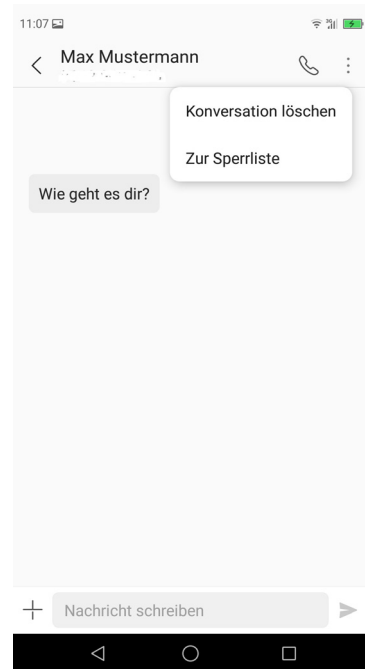 11:07
Max Mustermann
Konversation löschen
Zur Sperrliste
Wie geht es dir?
Nachricht schreiben